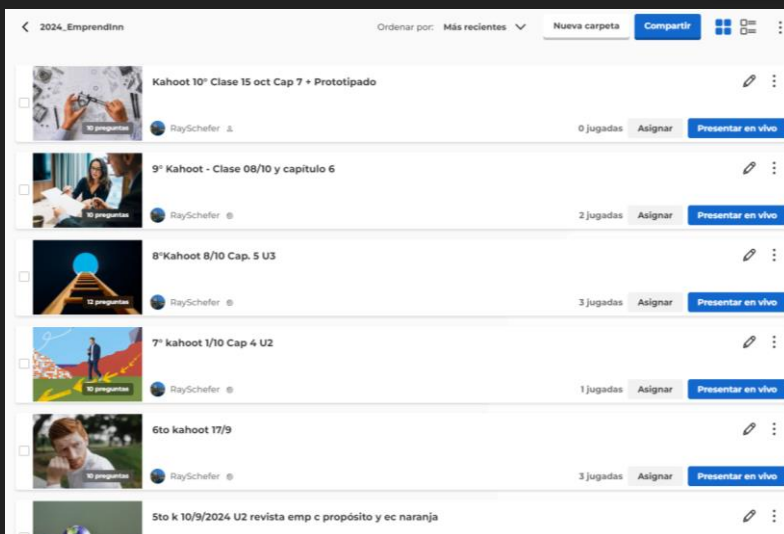 2024_EmprendInn
Ordenar por: Más recientes
Nueva carpeta
Compartir
Kahoot 10° Clase 15 oct Cap 7 + Prototipado
10 preguntas
RaySchefer
0 jugadas
Asignar
Presentar en vivo
9° Kahoot - Clase 08/10 y capítulo 6
10 preguntas
RaySchefer
2 jugadas
Asignar
Presentar en vivo
8°Kahoot 8/10 Cap. 5 U3
12 preguntas
RaySchefer
3 jugadas
Asignar
Presentar en vivo
7° kahoot 1/10 Cap 4 U2
10 preguntas
RaySchefer
1 jugadas
Asignar
Presentar en vivo
6to kahoot 17/9
10 preguntas
RaySchefer
3 jugadas
Asignar
Presentar en vivo
5to k 10/9/2024 U2 revista emp c propósito y ec naranja